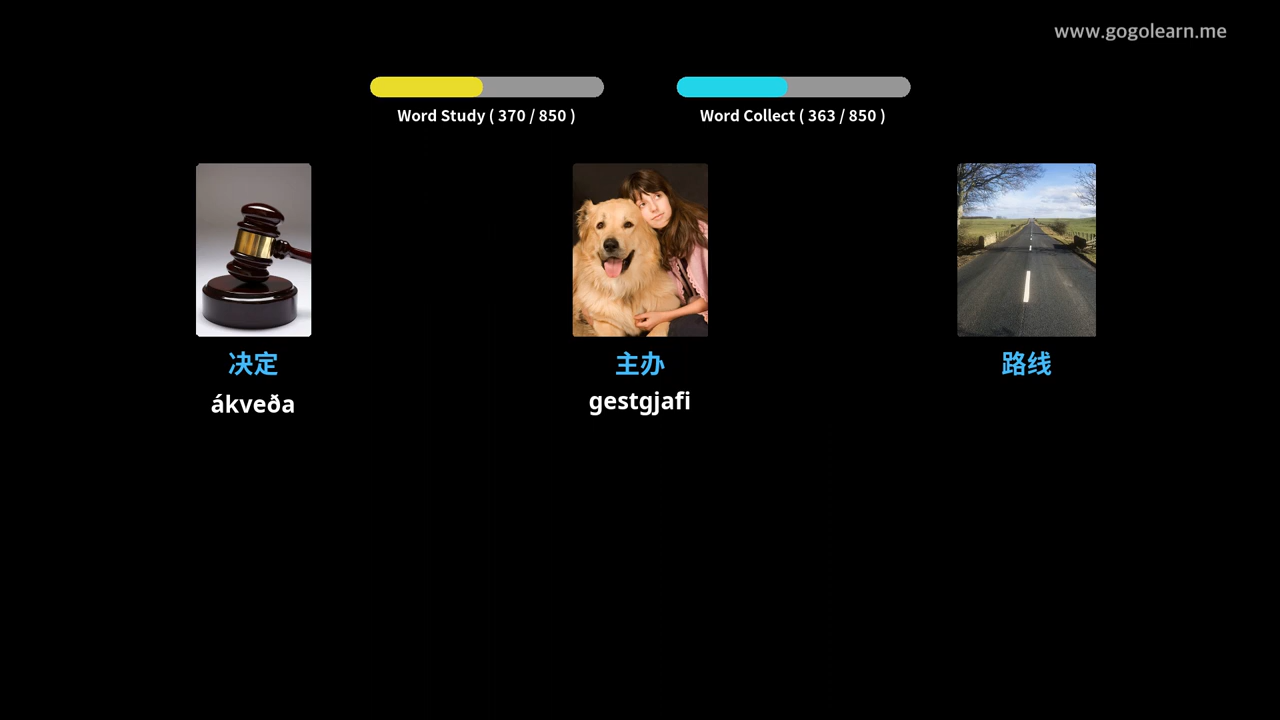 www.gogolearn.me
Word Study ( 370 / 850 )
Word Collect ( 363 / 850 )
决定
ákveða
主办
gestgjafi
路线